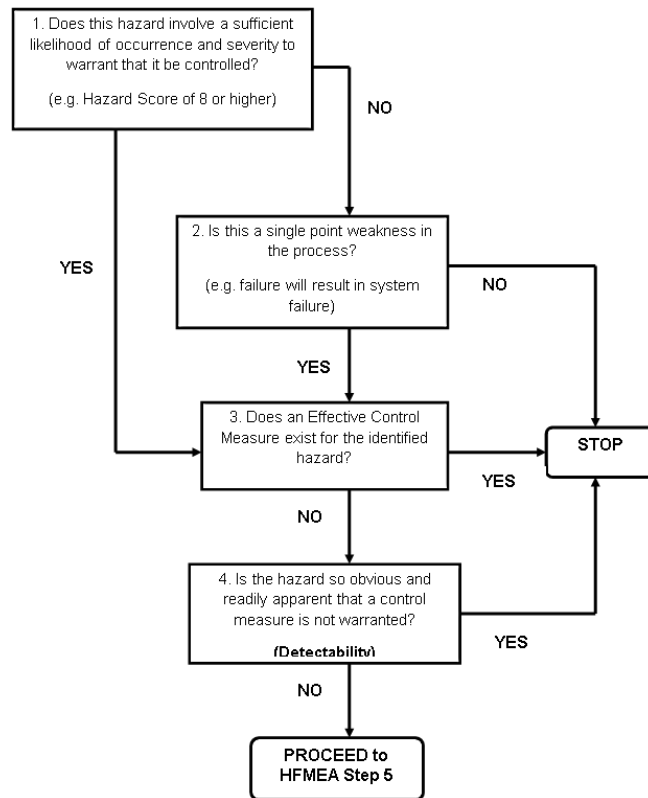 1. Does this hazard involve a sufficient
likelihood of occurrence and severity to
warrant that it be controlled?
(e.g. Hazard Score of 8 or higher)
NO
2. Is this a single point weakness in
the process?
(e.g. failure will result in system
failure)
YES
NO
YES
3. Does an Effective Control
Measure exist for the identified
hazard?
STOP
YES
NO
4. Is the hazard so obvious and
readily apparent that a control
measure is not warranted?
(Detectability)
YES
NO
PROCEED to
HFMEA Step 5